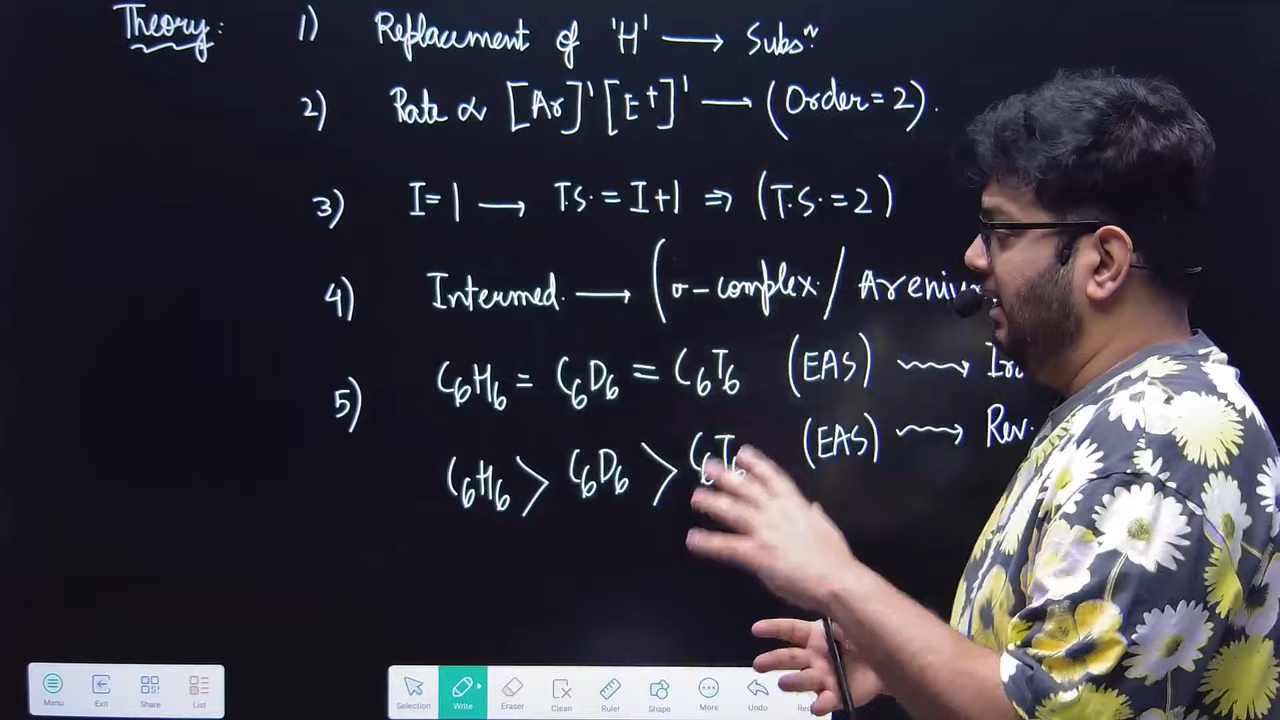 Theory:
1) Replacement of 'H' → Subsⁿ.
2) Rate ∝ [Ar]¹[E⁺]¹ → (Order=2).
3) I=1 → T.S.=I+1 ⇒ (T.S.=2)
4) Intermed. → (σ-complex/
5) C₆H₆ = C₆D₆ = C₆T₆ (EAS) ⇝
C₆H₆ > C₆D₆ > C₆T₆ (EAS) ⇝ Rev.
Menu Exit Share List Selection Write Eraser Clean Ruler Shape More Undo